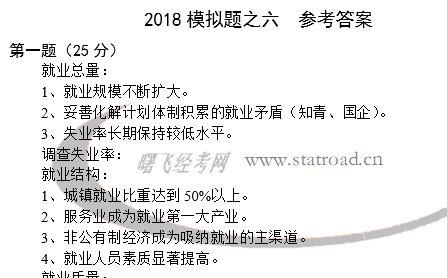 2018 模拟题之六 参考答案
第一题（25 分）
就业总量：
1、就业规模不断扩大。
2、妥善化解计划体制积累的就业矛盾（知青、国企）。
3、失业率长期保持较低水平。
调查失业率：
曙飞经考网 www.statroad.cn
就业结构：
1、城镇就业比重达到 50%以上。
2、服务业成为就业第一大产业。
3、非公有制经济成为吸纳就业的主渠道。
4、就业人员素质显著提高。
就业质量：